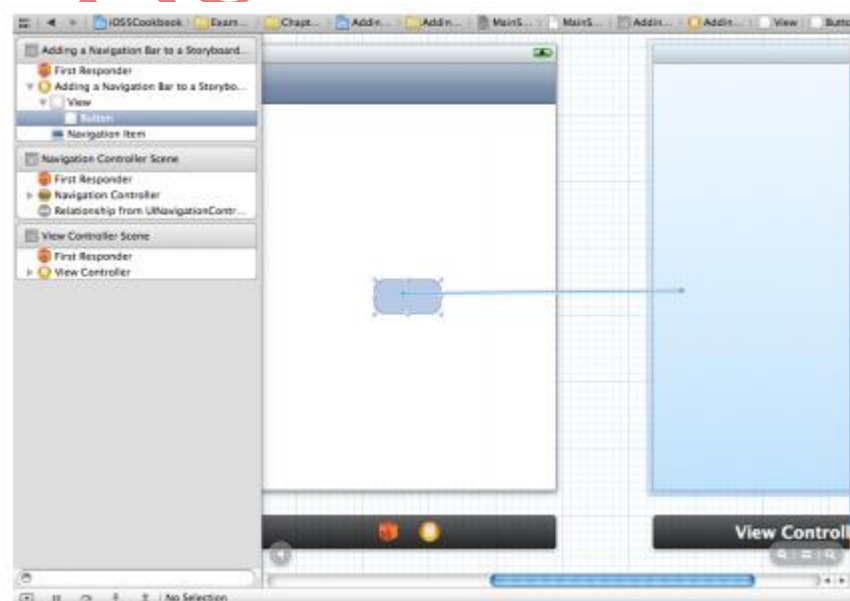 iOS5Cookbook Exam... Chapt... Addin... Addin... MainS... MainS... Addin... Addin... View Butto
Adding a Navigation Bar to a Storyboard...
First Responder
Adding a Navigation Bar to a Storybo...
View
Button
Navigation Item
Navigation Controller Scene
First Responder
Navigation Controller
Relationship from UINavigationContr...
View Controller Scene
First Responder
View Controller
View Controll
No Selection